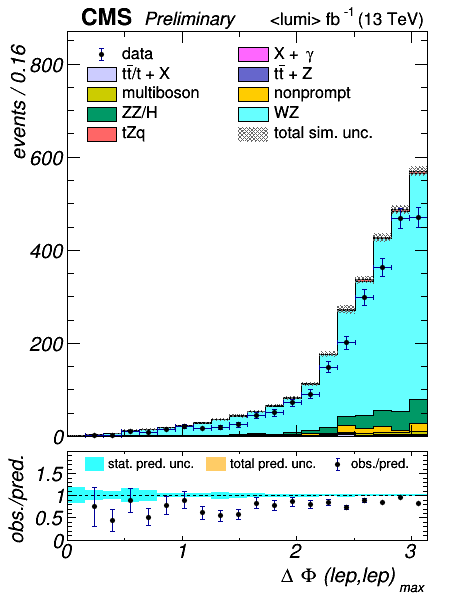 CMS Preliminary <lumi> fb⁻¹ (13 TeV)
events / 0.16
800
600
400
200
0
data
X + γ
tt̄/t + X
tt̄ + Z
multiboson
nonprompt
ZZ/H
WZ
tZq
total sim. unc.
obs./pred.
1.5
1
0.5
0
stat. pred. unc.
total pred. unc.
obs./pred.
0 1 2 3
Δ Φ (lep,lep) max